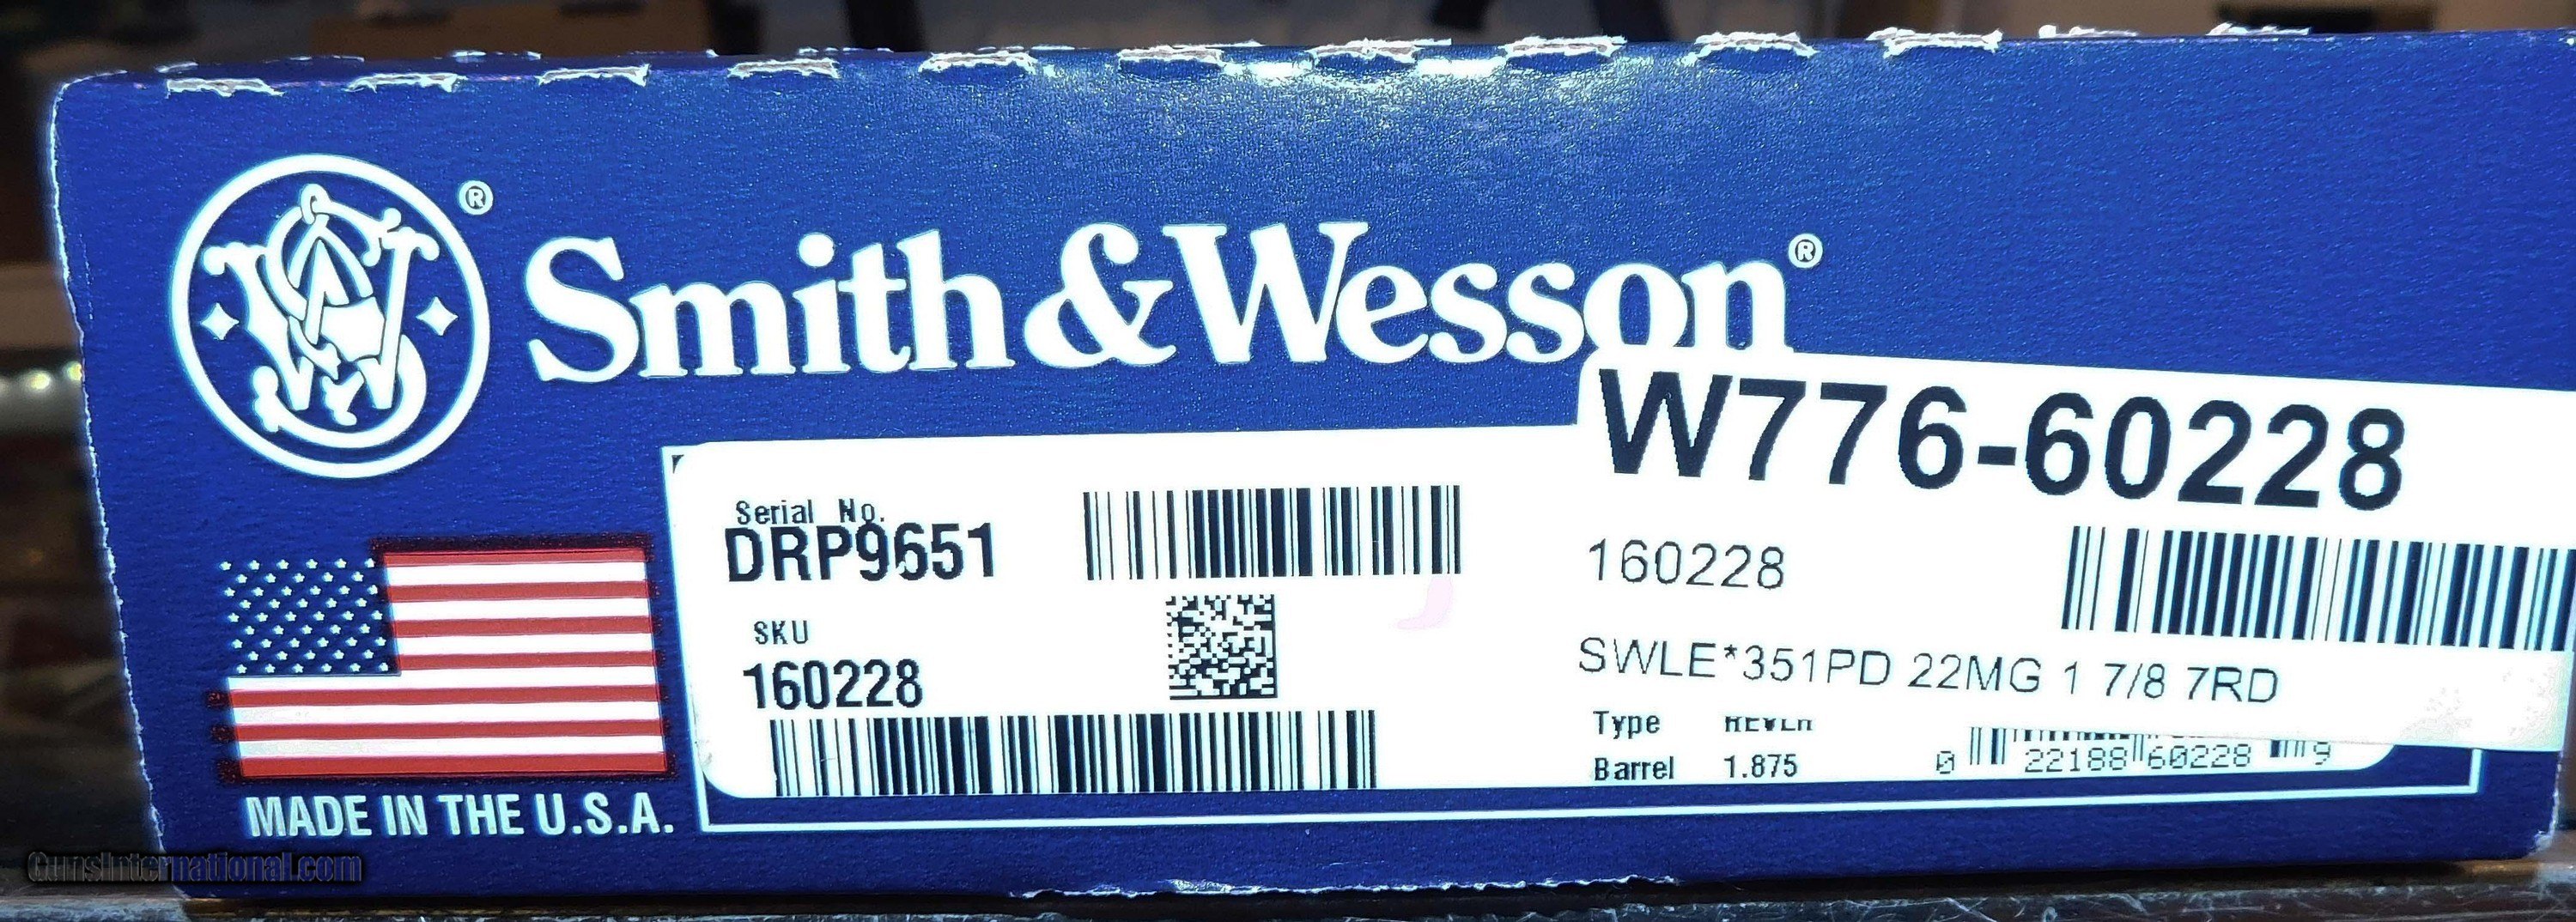 Smith & Wesson®
®
W776-60228
Serial No.
DRP9651
160228
SKU
160228
SWLE*351PD 22MG 1 7/8 7RD
Type REVLR
Barrel 1.875
0 22188 60228 9
MADE IN THE U.S.A.
GunsInternational.com